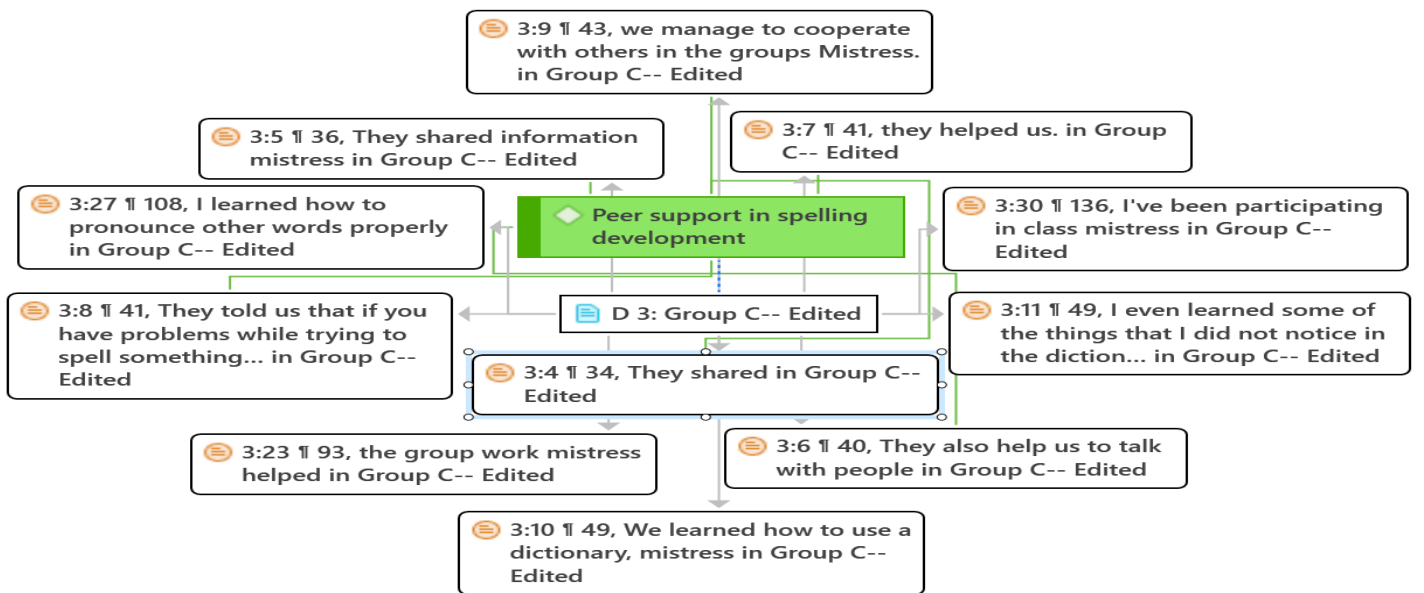 3:9 ¶ 43, we manage to cooperate
with others in the groups Mistress.
in Group C-- Edited
3:5 ¶ 36, They shared information
mistress in Group C-- Edited
3:7 ¶ 41, they helped us. in Group
C-- Edited
3:27 ¶ 108, I learned how to
pronounce other words properly
in Group C-- Edited
Peer support in spelling
development
3:30 ¶ 136, I've been participating
in class mistress in Group C--
Edited
3:8 ¶ 41, They told us that if you
have problems while trying to
spell something... in Group C--
Edited
D 3: Group C-- Edited
3:11 ¶ 49, I even learned some of
the things that I did not notice in
the diction... in Group C-- Edited
3:4 ¶ 34, They shared in Group C--
Edited
3:23 ¶ 93, the group work mistress
helped in Group C-- Edited
3:6 ¶ 40, They also help us to talk
with people in Group C-- Edited
3:10 ¶ 49, We learned how to use a
dictionary, mistress in Group C--
Edited